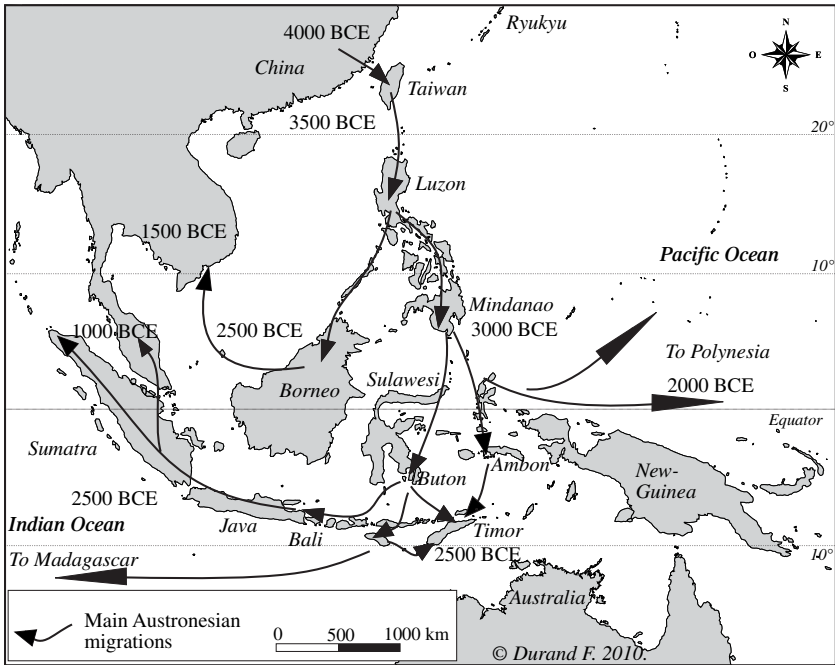 4000 BCE
Ryukyu
N
O
E
S
China
Taiwan
3500 BCE
20°
Luzon
1500 BCE
Pacific Ocean
10°
Mindanao
3000 BCE
1000 BCE
2500 BCE
To Polynesia
2000 BCE
Borneo
Sulawesi
Equator
Sumatra
Buton
Ambon
New-
Guinea
2500 BCE
Indian Ocean
Java
Bali
Timor
2500 BCE
10°
To Madagascar
Australia
Main Austronesian
migrations
0 500 1000 km
© Durand F. 2010.